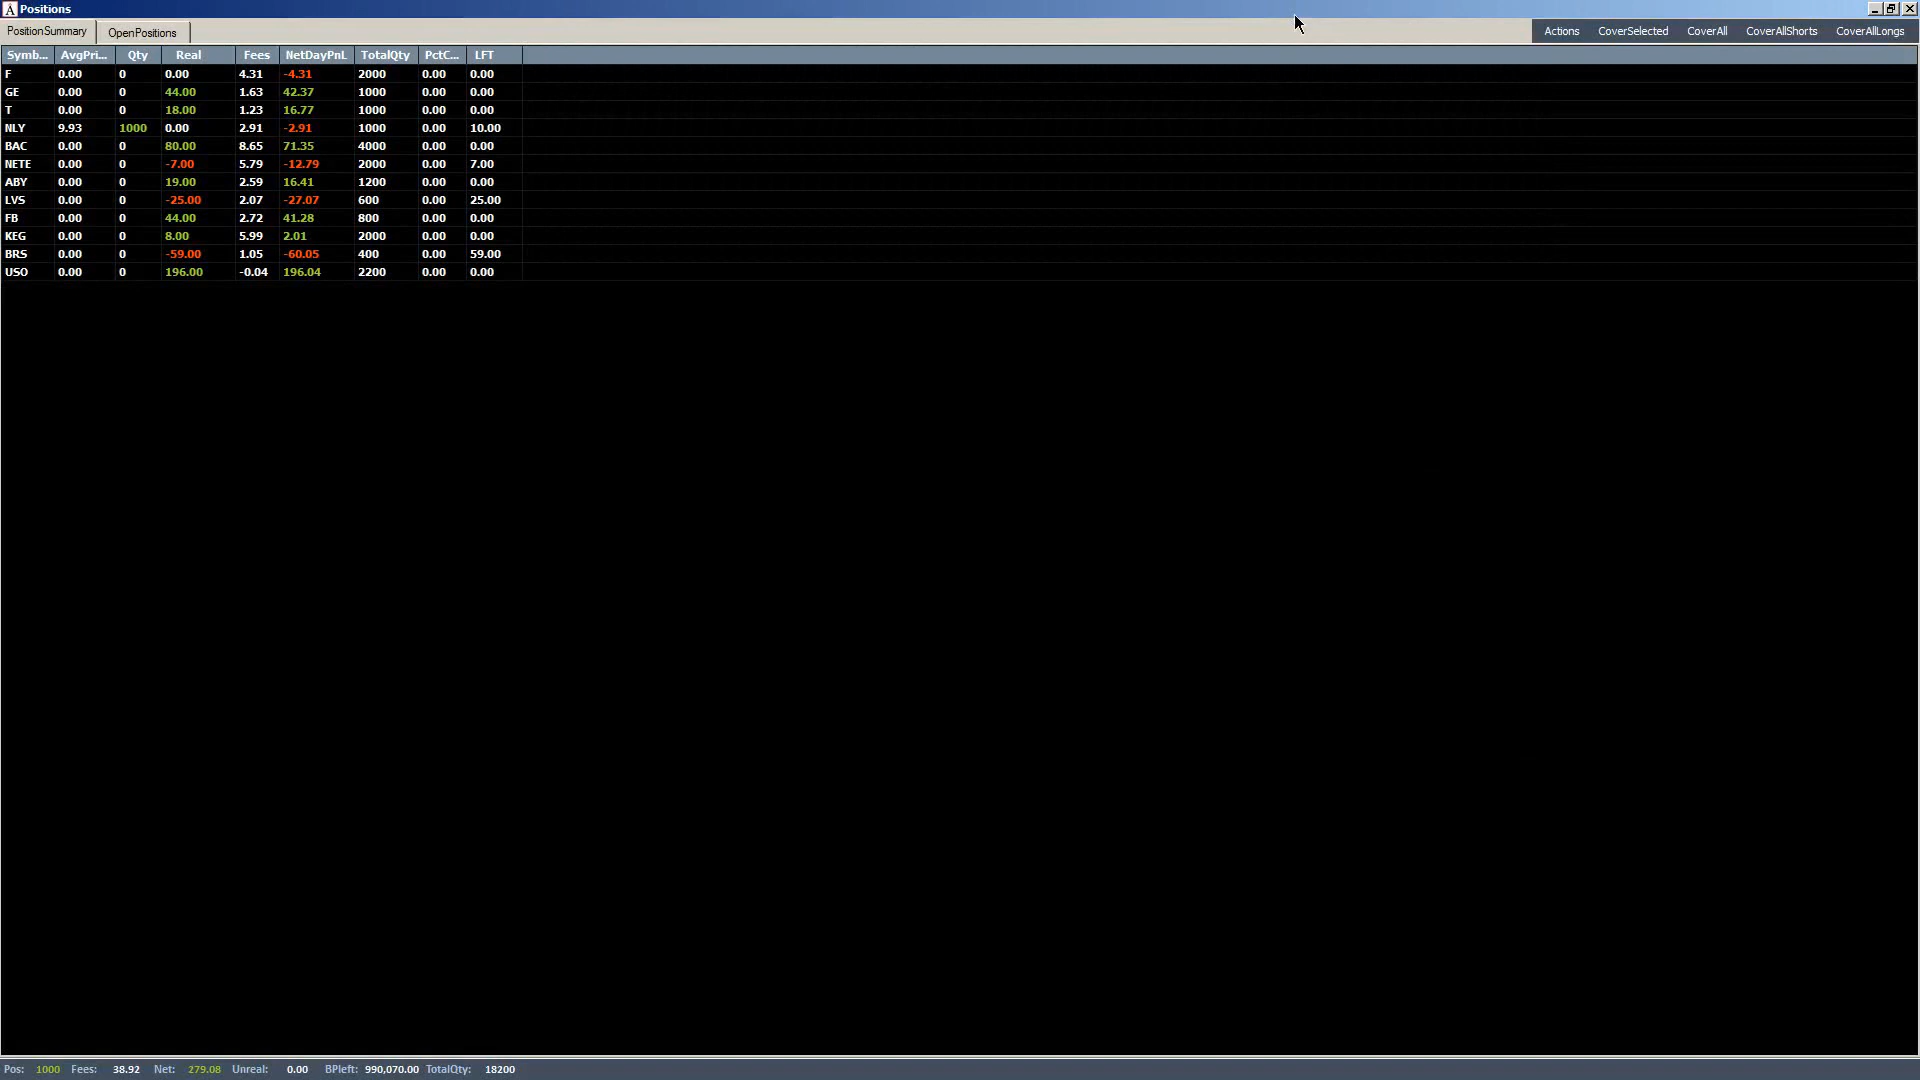 Positions
PositionSummary OpenPositions Actions CoverSelected CoverAll CoverAllShorts CoverAllLongs
Symb... AvgPri... Qty Real Fees NetDayPnL TotalQty PctC... LFT
F 0.00 0 0.00 4.31 -4.31 2000 0.00 0.00
GE 0.00 0 44.00 1.63 42.37 1000 0.00 0.00
T 0.00 0 18.00 1.23 16.77 1000 0.00 0.00
NLY 9.93 1000 0.00 2.91 -2.91 1000 0.00 10.00
BAC 0.00 0 80.00 8.65 71.35 4000 0.00 0.00
NETE 0.00 0 -7.00 5.79 -12.79 2000 0.00 7.00
ABY 0.00 0 19.00 2.59 16.41 1200 0.00 0.00
LVS 0.00 0 -25.00 2.07 -27.07 600 0.00 25.00
FB 0.00 0 44.00 2.72 41.28 800 0.00 0.00
KEG 0.00 0 8.00 5.99 2.01 2000 0.00 0.00
BRS 0.00 0 -59.00 1.05 -60.05 400 0.00 59.00
USO 0.00 0 196.00 -0.04 196.04 2200 0.00 0.00
Pos: 1000 Fees: 38.92 Net: 279.08 Unreal: 0.00 BPleft: 990,070.00 TotalQty: 18200